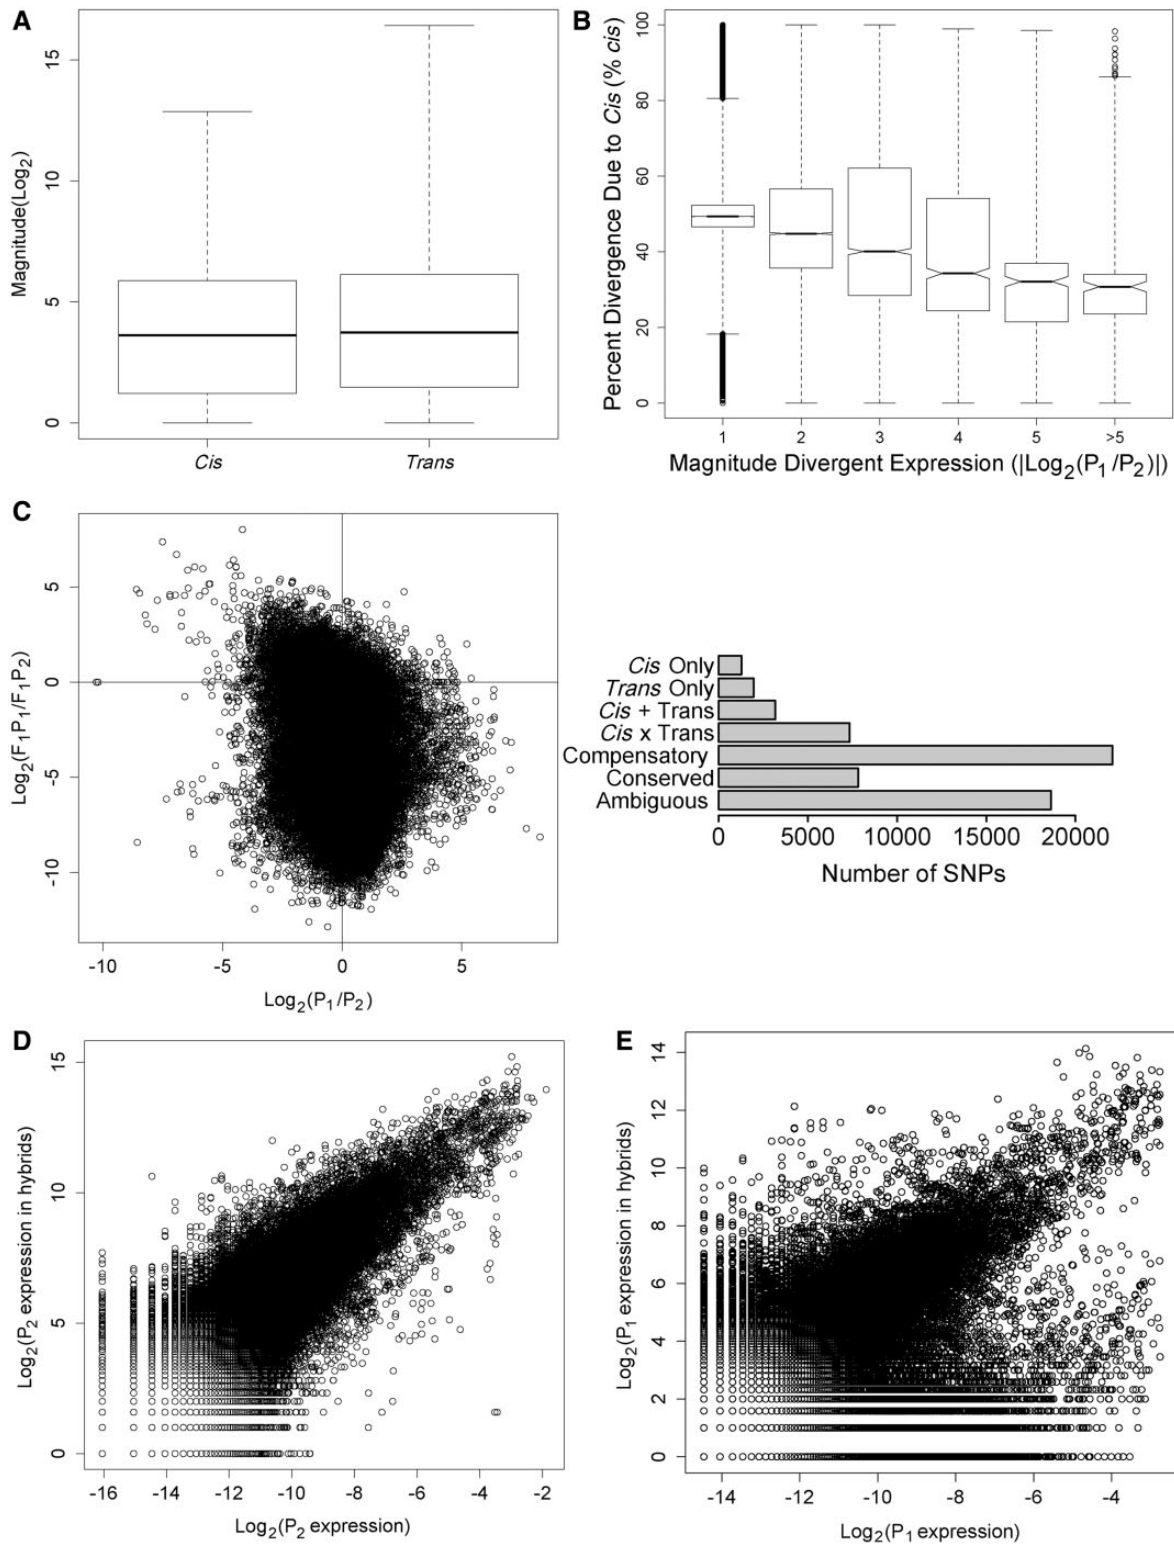 A
Magnitude(Log2)
15
10
5
0
Cis
Trans
B
Percent Divergence Due to Cis (% cis)
100
80
60
40
20
0
1 2 3 4 5 >5
Magnitude Divergent Expression (|Log2(P1/P2)|)
C
Log2(F1P1/F1P2)
5
0
-5
-10
-10 -5 0 5
Log2(P1/P2)
Cis Only
Trans Only
Cis + Trans
Cis x Trans
Compensatory
Conserved
Ambiguous
0 5000 10000 15000 20000
Number of SNPs
D
Log2(P2 expression in hybrids)
15
10
5
0
-16 -14 -12 -10 -8 -6 -4 -2
Log2(P2 expression)
E
Log2(P1 expression in hybrids)
14
12
10
8
6
4
2
0
-14 -12 -10 -8 -6 -4
Log2(P1 expression)